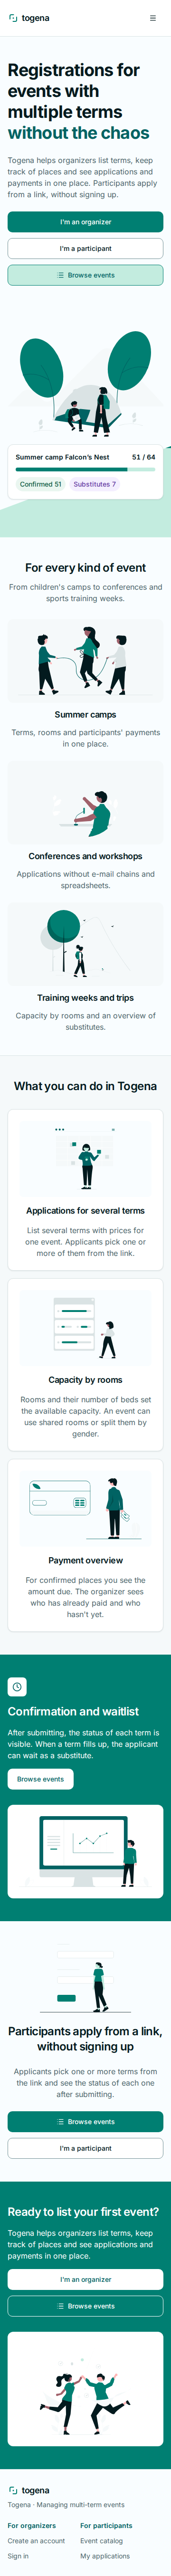 togena
Registrations for
events with
multiple terms
without the chaos
Togena helps organizers list terms, keep
track of places and see applications and
payments in one place. Participants apply
from a link, without signing up.
I'm an organizer
I'm a participant
Browse events
Summer camp Falcon's Nest 51 / 64
Confirmed 51 Substitutes 7
For every kind of event
From children's camps to conferences and
sports training weeks.
Summer camps
Terms, rooms and participants' payments
in one place.
Conferences and workshops
Applications without e-mail chains and
spreadsheets.
Training weeks and trips
Capacity by rooms and an overview of
substitutes.
What you can do in Togena
Applications for several terms
List several terms with prices for
one event. Applicants pick one or
more of them from the link.
Capacity by rooms
Rooms and their number of beds set
the available capacity. An event can
use shared rooms or split them by
gender.
Payment overview
For confirmed places you see the
amount due. The organizer sees
who has already paid and who
hasn't yet.
Confirmation and waitlist
After submitting, the status of each term is
visible. When a term fills up, the applicant
can wait as a substitute.
Browse events
Participants apply from a link,
without signing up
Applicants pick one or more terms from
the link and see the status of each one
after submitting.
Browse events
I'm a participant
Ready to list your first event?
Togena helps organizers list terms, keep
track of places and see applications and
payments in one place.
I'm an organizer
Browse events
togena
Togena · Managing multi-term events
For organizers For participants
Create an account Event catalog
Sign in My applications